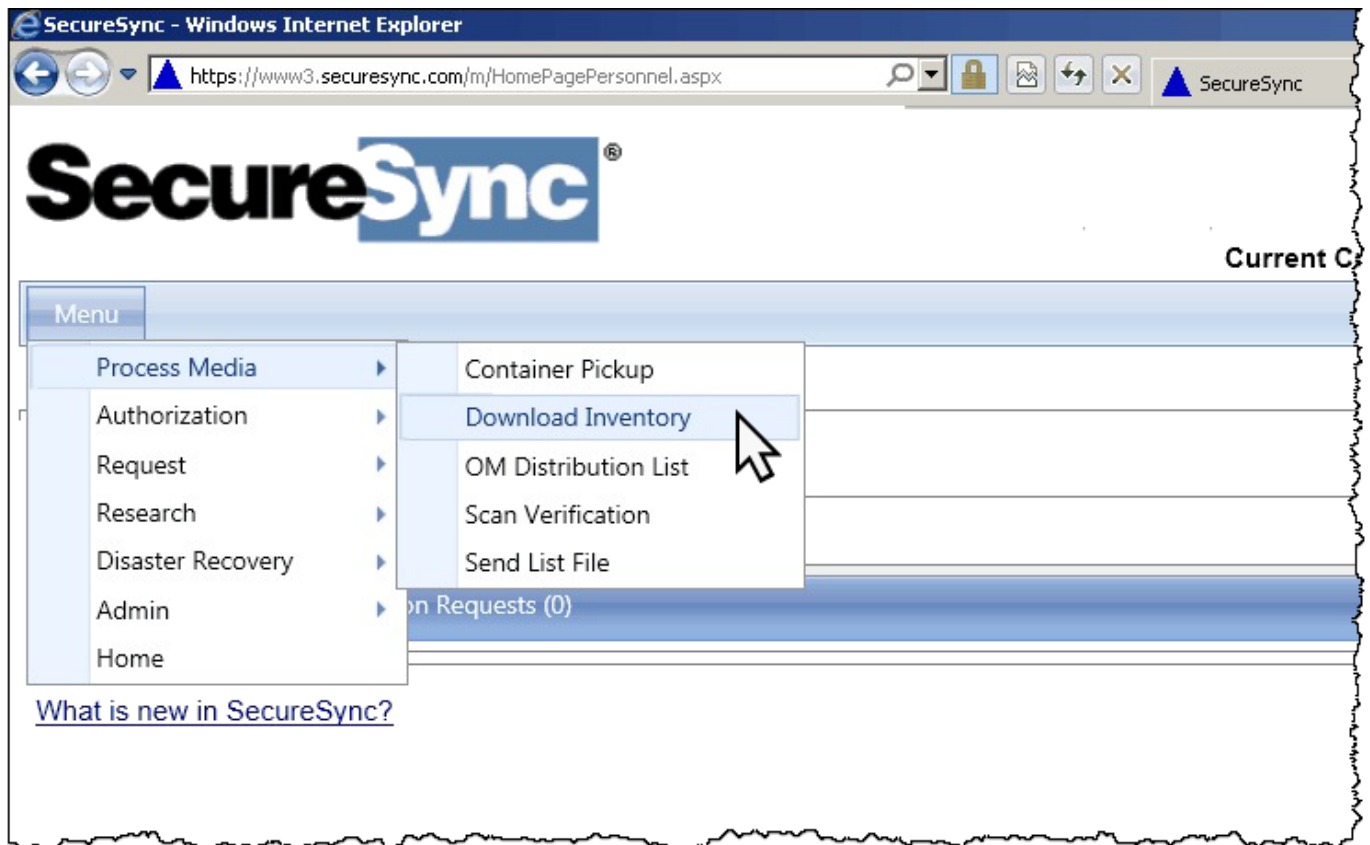 SecureSync - Windows Internet Explorer
https://www3.securesync.com/m/HomePagePersonnel.aspx
SecureSync
SecureSync®
Current
Menu
Process Media
Container Pickup
Authorization
Download Inventory
Request
OM Distribution List
Research
Scan Verification
Disaster Recovery
Send List File
Admin
on Requests (0)
Home
What is new in SecureSync?